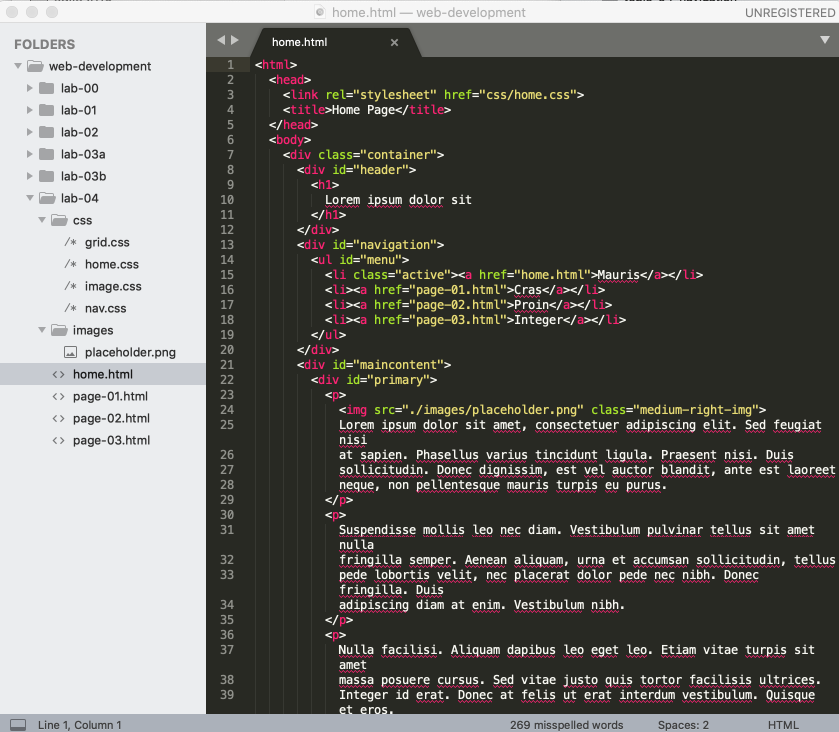 home.html — web-development
UNREGISTERED
FOLDERS
web-development
lab-00
lab-01
lab-02
lab-03a
lab-03b
lab-04
css
/* grid.css
/* home.css
/* image.css
/* nav.css
images
placeholder.png
<> home.html
<> page-01.html
<> page-02.html
<> page-03.html
home.html ×
1 <html>
2 <head>
3 <link rel="stylesheet" href="css/home.css">
4 <title>Home Page</title>
5 </head>
6 <body>
7 <div class="container">
8 <div id="header">
9 <h1>
10 Lorem ipsum dolor sit
11 </h1>
12 </div>
13 <div id="navigation">
14 <ul id="menu">
15 <li class="active"><a href="home.html">Mauris</a></li>
16 <li><a href="page-01.html">Cras</a></li>
17 <li><a href="page-02.html">Proin</a></li>
18 <li><a href="page-03.html">Integer</a></li>
19 </ul>
20 </div>
21 <div id="maincontent">
22 <div id="primary">
23 <p>
24 <img src="./images/placeholder.png" class="medium-right-img">
25 Lorem ipsum dolor sit amet, consectetuer adipiscing elit. Sed feugiat
nisi
26 at sapien. Phasellus varius tincidunt ligula. Praesent nisi. Duis
27 sollicitudin. Donec dignissim, est vel auctor blandit, ante est laoreet
28 neque, non pellentesque mauris turpis eu purus.
29 </p>
30 <p>
31 Suspendisse mollis leo nec diam. Vestibulum pulvinar tellus sit amet
nulla
32 fringilla semper. Aenean aliquam, urna et accumsan sollicitudin, tellus
33 pede lobortis velit, nec placerat dolor pede nec nibh. Donec
fringilla. Duis
34 adipiscing diam at enim. Vestibulum nibh.
35 </p>
36 <p>
37 Nulla facilisi. Aliquam dapibus leo eget leo. Etiam vitae turpis sit
amet
38 massa posuere cursus. Sed vitae justo quis tortor facilisis ultrices.
39 Integer id erat. Donec at felis ut erat interdum vestibulum. Quisque
et eros.
Line 1, Column 1
269 misspelled words
Spaces: 2
HTML